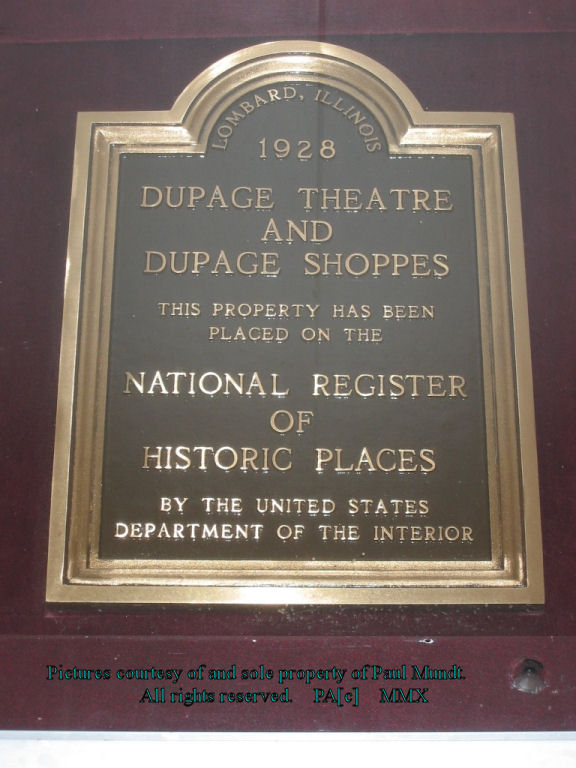 LOMBARD, ILLINOIS
1928
DUPAGE THEATRE
AND
DUPAGE SHOPPES
THIS PROPERTY HAS BEEN
PLACED ON THE
NATIONAL REGISTER
OF
HISTORIC PLACES
BY THE UNITED STATES
DEPARTMENT OF THE INTERIOR
Pictures courtesy of and sole property of Paul Mundt.
All rights reserved. PA[c] MMX